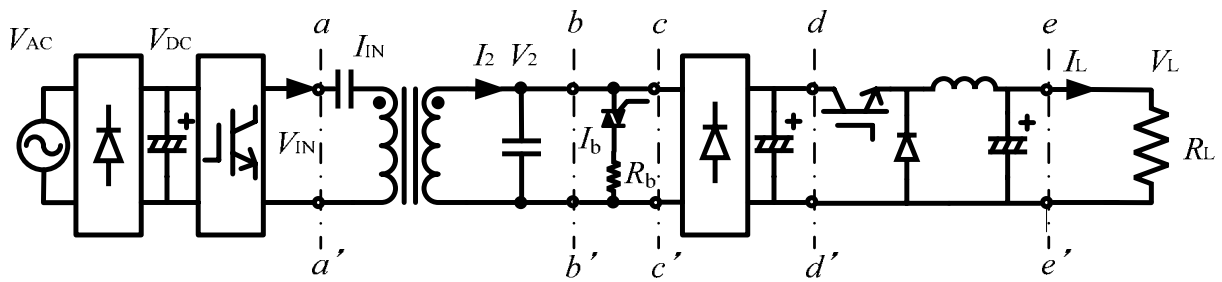 a b c d e
V_AC V_DC I_IN I_2 V_2 I_L V_L
V_IN I_b R_b R_L
+ + + +
a′ b′ c′ d′ e′